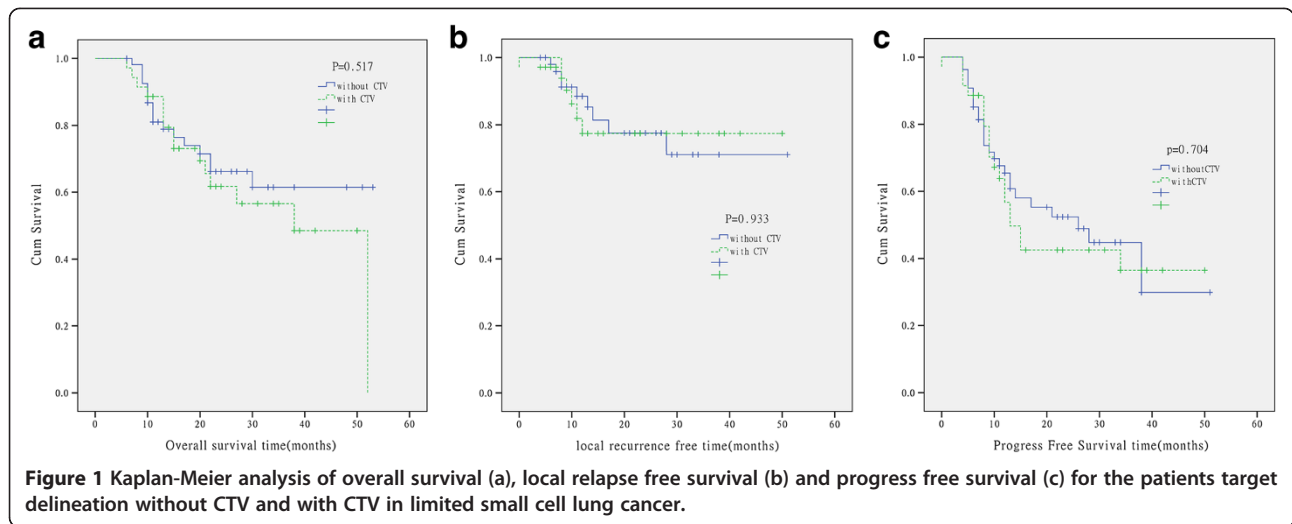 a
P=0.517
without CTV
with CTV
Cum Survival
1.0
0.8
0.6
0.4
0.2
0.0
0 10 20 30 40 50 60
Overall survival time(months)
b
P=0.933
without CTV
with CTV
Cum Survival
1.0
0.8
0.6
0.4
0.2
0.0
0 10 20 30 40 50 60
local recurrence free time(months)
c
p=0.704
withoutCTV
withCTV
Cum Survival
1.0
0.8
0.6
0.4
0.2
0.0
0 10 20 30 40 50 60
Progress Free Survival time(months)
Figure 1 Kaplan-Meier analysis of overall survival (a), local relapse free survival (b) and progress free survival (c) for the patients target
delineation without CTV and with CTV in limited small cell lung cancer.